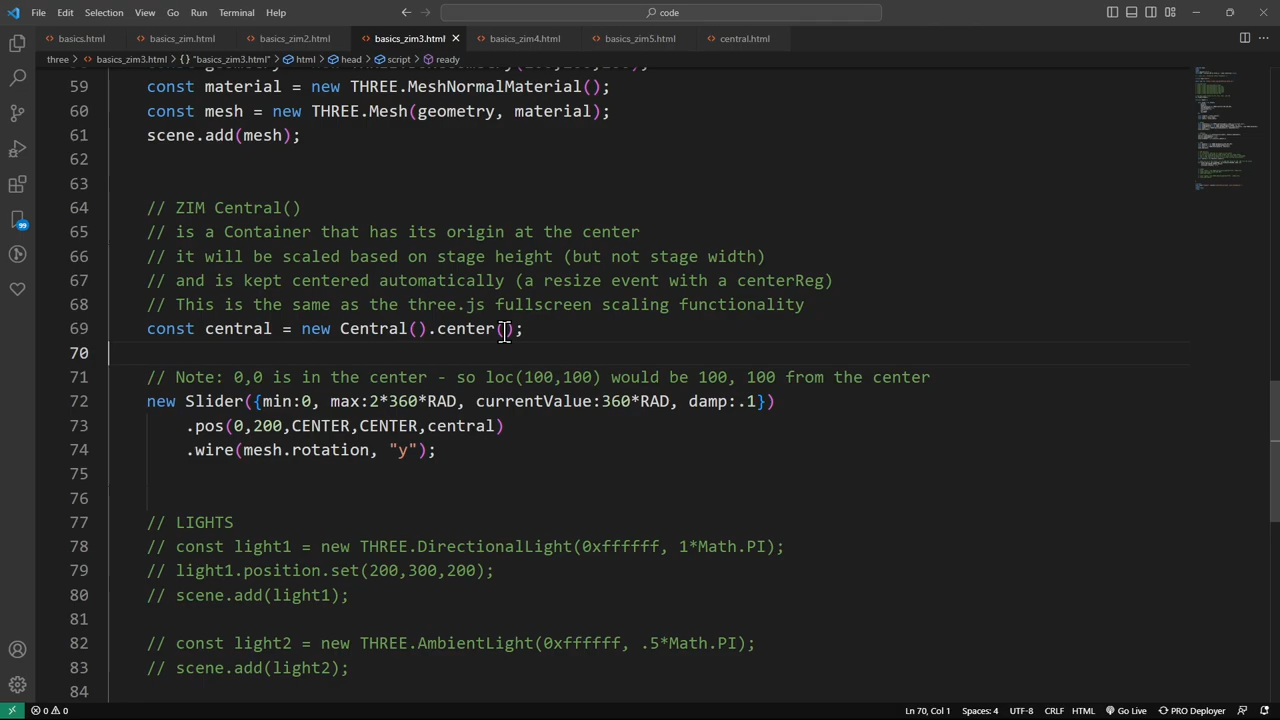 File Edit Selection View Go Run Terminal Help
code
basics.html basics_zim.html basics_zim2.html basics_zim3.html basics_zim4.html basics_zim5.html central.html
three > basics_zim3.html > {} "basics_zim3.html" > html > head > script > ready
59 const material = new THREE.MeshNormalMaterial();
60 const mesh = new THREE.Mesh(geometry, material);
61 scene.add(mesh);
62
63
64 // ZIM Central()
65 // is a Container that has its origin at the center
66 // it will be scaled based on stage height (but not stage width)
67 // and is kept centered automatically (a resize event with a centerReg)
68 // This is the same as the three.js fullscreen scaling functionality
69 const central = new Central().center();
70
71 // Note: 0,0 is in the center - so loc(100,100) would be 100, 100 from the center
72 new Slider({min:0, max:2*360*RAD, currentValue:360*RAD, damp:.1})
73 .pos(0,200,CENTER,CENTER,central)
74 .wire(mesh.rotation, "y");
75
76
77 // LIGHTS
78 // const light1 = new THREE.DirectionalLight(0xffffff, 1*Math.PI);
79 // light1.position.set(200,300,200);
80 // scene.add(light1);
81
82 // const light2 = new THREE.AmbientLight(0xffffff, .5*Math.PI);
83 // scene.add(light2);
84
99
0 0 Ln 70, Col 1 Spaces: 4 UTF-8 CRLF HTML Go Live PRO Deployer